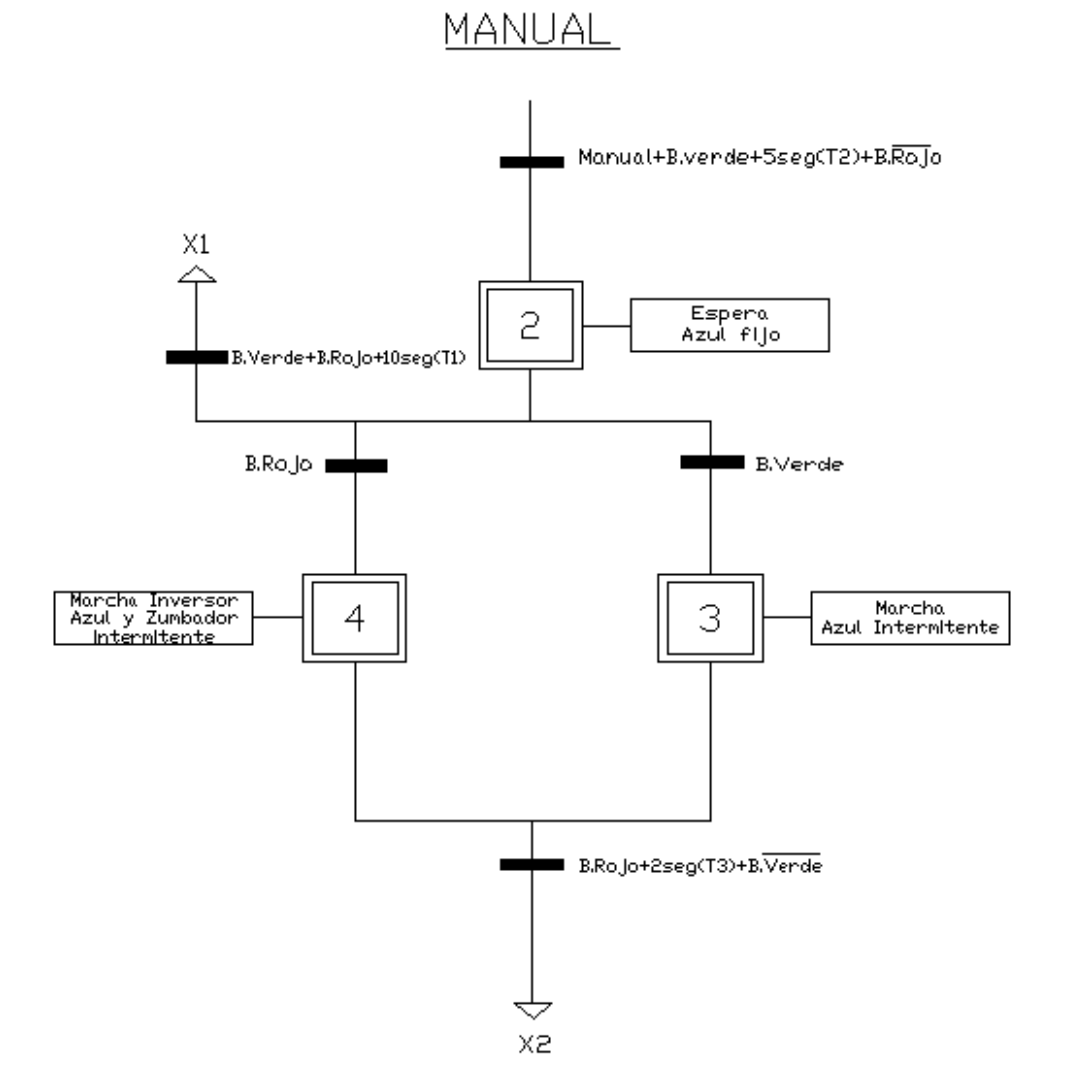 MANUAL
Manual+B.verde+5seg(T2)+B.Rojo
X1
2
Espera
Azul fijo
B.Verde+B.Rojo+10seg(T1)
B.Rojo
B.Verde
Marcha Inversor
Azul y Zumbador
Intermitente
4
3
Marcha
Azul Intermitente
B.Rojo+2seg(T3)+B.Verde
X2